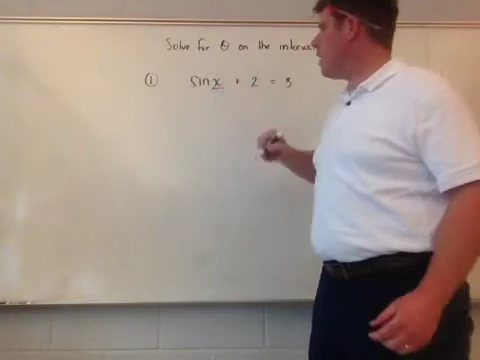 Solve for θ on the interval
① sin x + 2 = 3